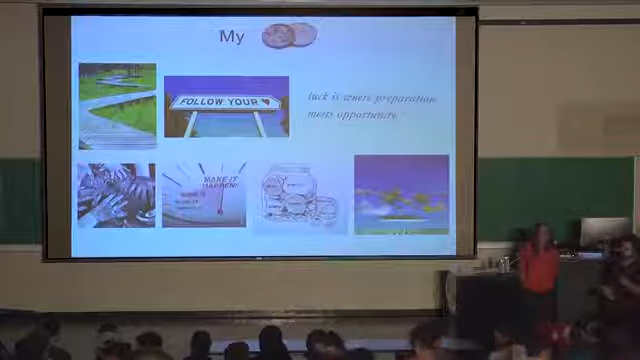 My
FOLLOW YOUR
luck is where preparation
meets opportunity
MAKE IT
HAPPEN!